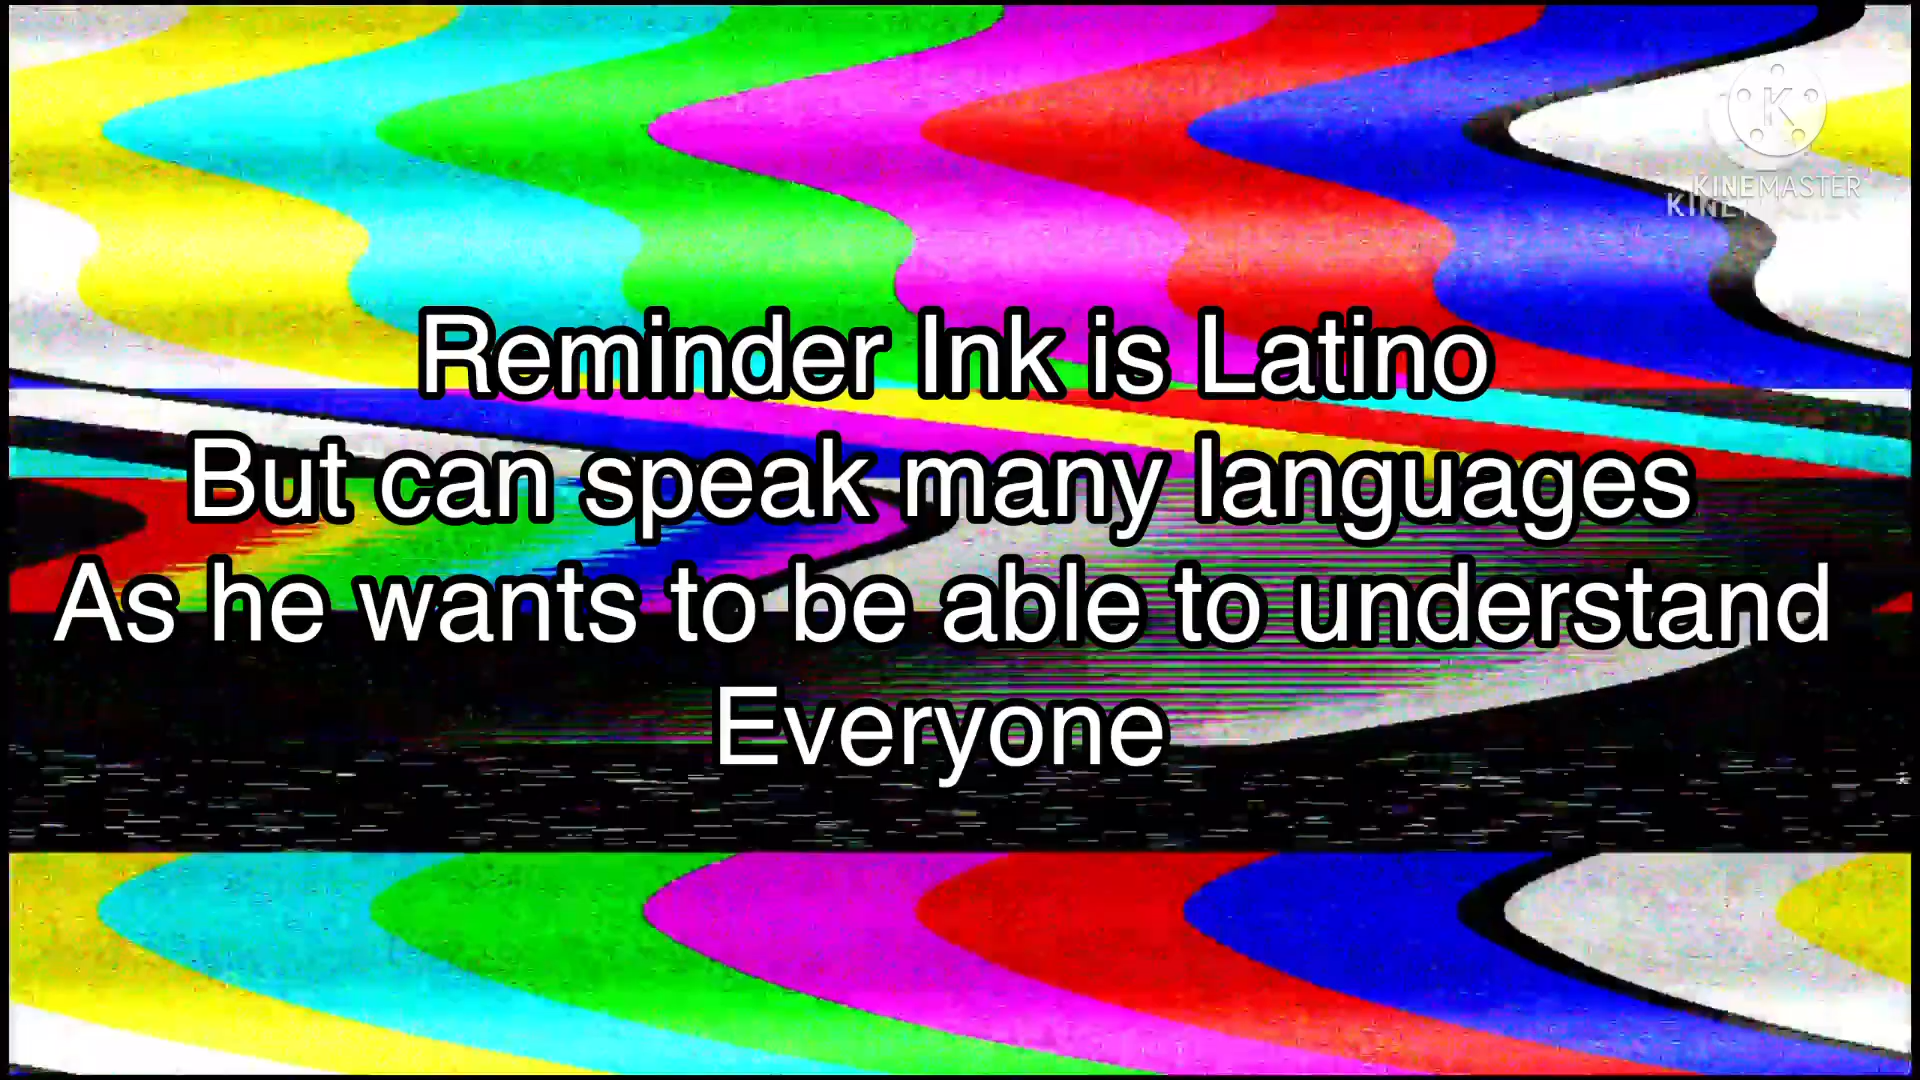 K
KINEMASTER
KINEMASTER
Reminder Ink is Latino
But can speak many languages
As he wants to be able to understand
Everyone